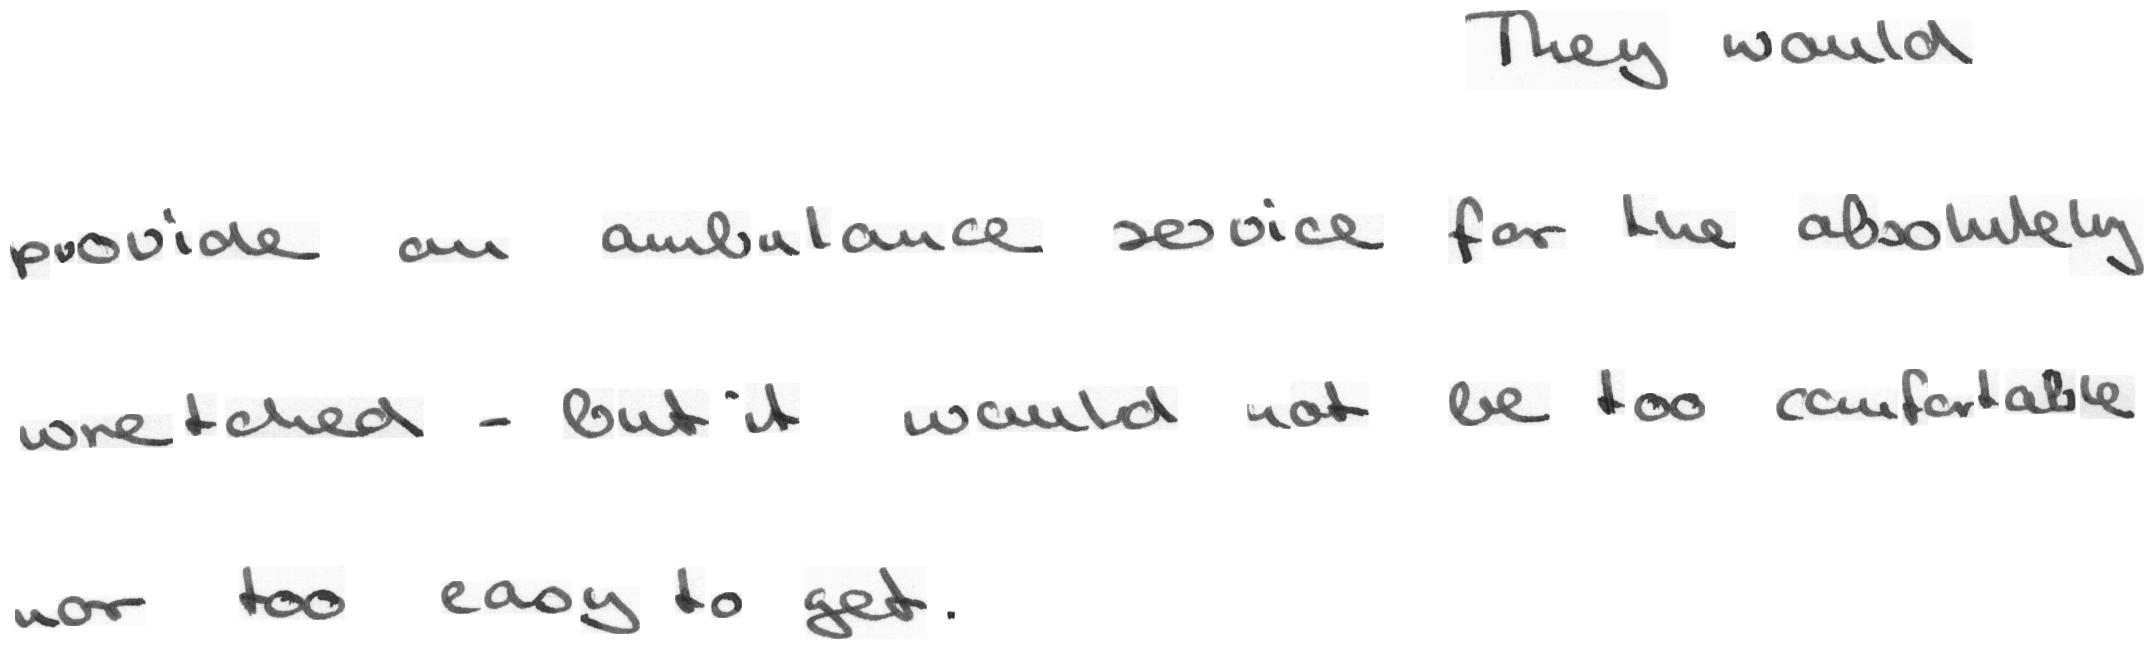 They would
provide an ambulance service for the absolutely
wretched - but it would not be too comfortable
nor too easy to get.